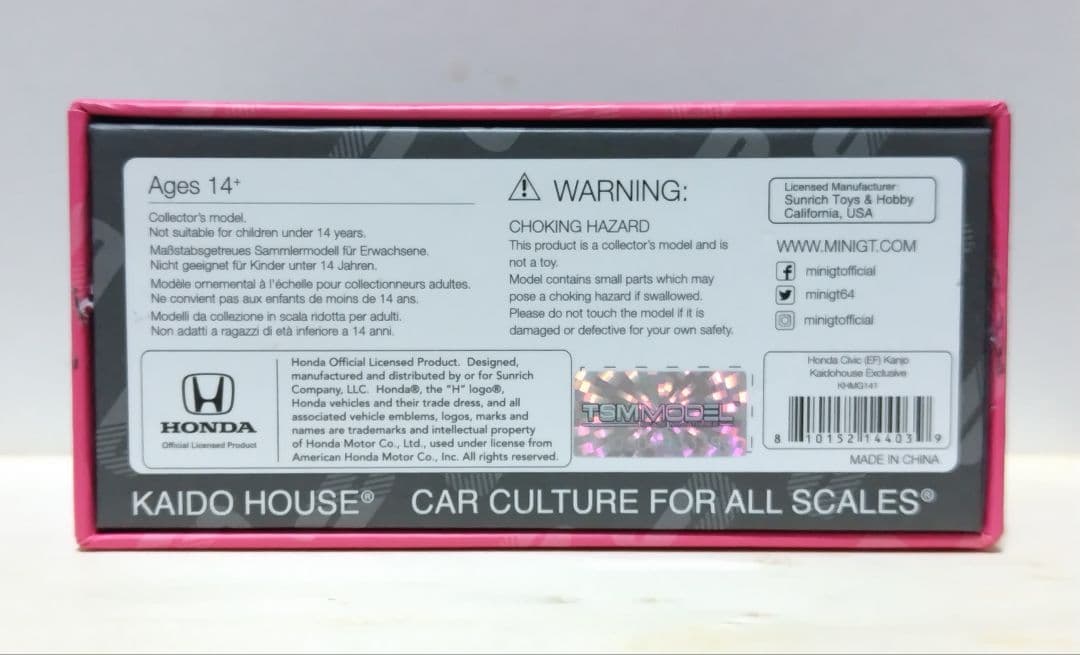 Ages 14+
Collector's model.
Not suitable for children under 14 years.
Maßstabsgetreues Sammlermodell für Erwachsene.
Nicht geeignet für Kinder unter 14 Jahren.
Modèle ornemental à l'échelle pour collectionneurs adultes.
Ne convient pas aux enfants de moins de 14 ans.
Modelli da collezione in scala ridotta per adulti.
Non adatti a ragazzi di età inferiore a 14 anni.
WARNING:
CHOKING HAZARD
This product is a collector's model and is
not a toy.
Model contains small parts which may
pose a choking hazard if swallowed.
Please do not touch the model if it is
damaged or defective for your own safety.
Licensed Manufacturer:
Sunrich Toys & Hobby
California, USA
WWW.MINIGT.COM
minigtofficial
minigt64
minigtofficial
HONDA
Official Licensed Product
Honda Official Licensed Product. Designed,
manufactured and distributed by or for Sunrich
Company, LLC. Honda®, the "H" logo®,
Honda vehicles and their trade dress, and all
associated vehicle emblems, logos, marks and
names are trademarks and intellectual property
of Honda Motor Co., Ltd., used under license from
American Honda Motor Co., Inc. All rights reserved.
TSMMODEL
Honda Civic (EF) Kanjo
Kaidohouse Exclusive
KHMG141
8 10152 14403 9
MADE IN CHINA
KAIDO HOUSE® CAR CULTURE FOR ALL SCALES®